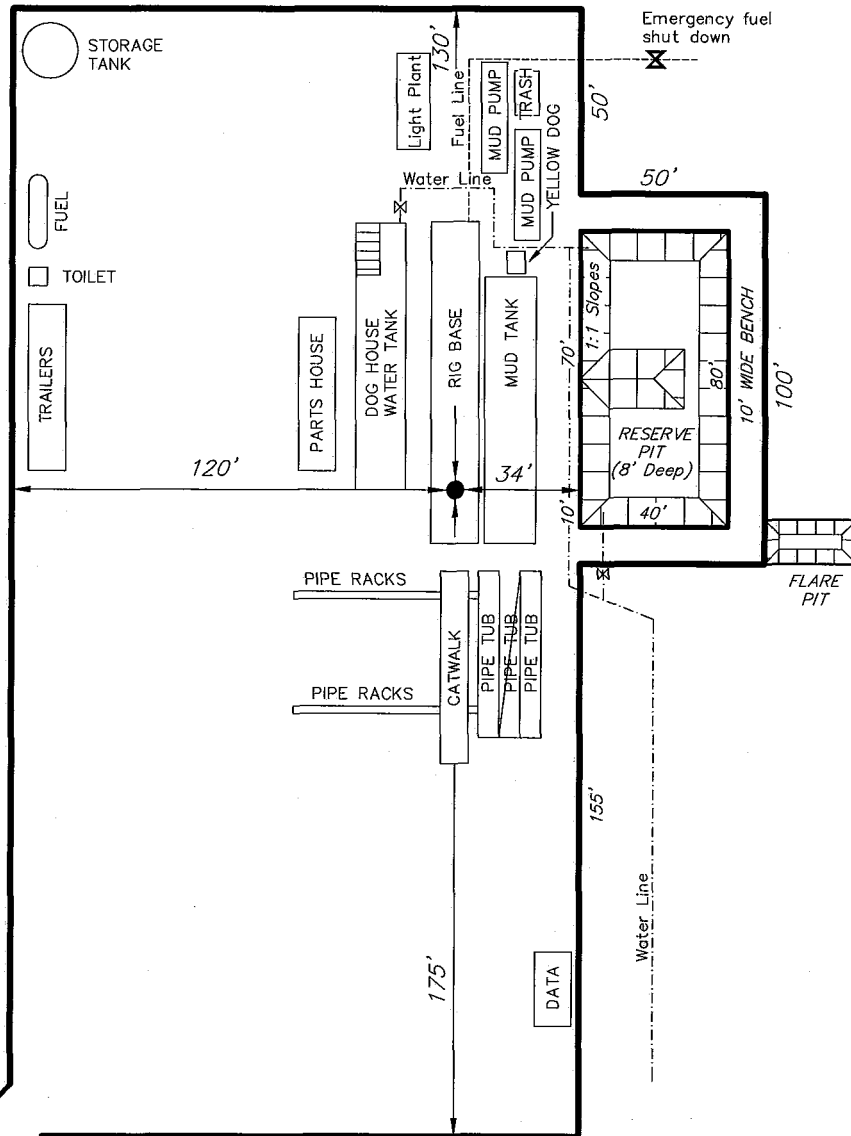 STORAGE
TANK
130'
Emergency fuel
shut down
Light Plant
Fuel Line
MUD PUMP
TRASH
50'
MUD PUMP
YELLOW DOG
Water Line
50'
FUEL
TOILET
TRAILERS
PARTS HOUSE
DOG HOUSE
WATER TANK
RIG BASE
MUD TANK
1:1 Slopes
70'
80'
10' WIDE BENCH
100'
RESERVE
PIT
(8' Deep)
120'
34'
10'
40'
FLARE
PIT
PIPE RACKS
CATWALK
PIPE TUB
PIPE TUB
PIPE TUB
PIPE RACKS
155'
175'
DATA
Water Line